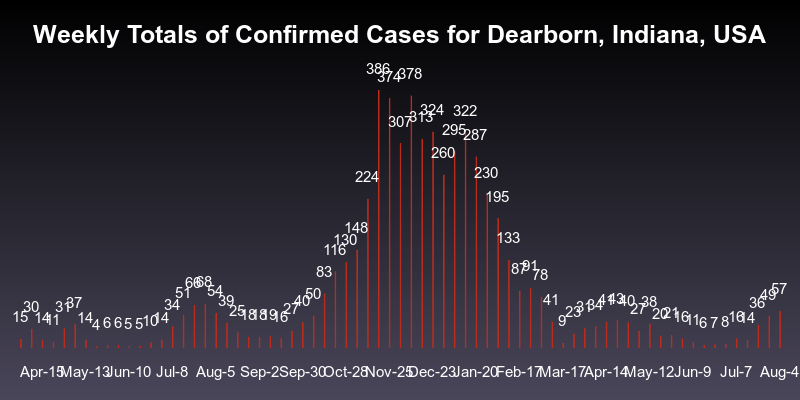 Weekly Totals of Confirmed Cases for Dearborn, Indiana, USA
15 30 14 11 31 37 14 4 6 6 5 5 10 14 34 51 66 68 54 39 25 18 18 19 16 27 40 50 83 116 130 148 224 386 374 307 378 313 324 260 295 322 287 230 195 133 87 91 78 41 9 23 31 34 41 43 40 27 38 20 21 16 11 6 7 8 16 14 36 49 57
Apr-15 May-13 Jun-10 Jul-8 Aug-5 Sep-2 Sep-30 Oct-28 Nov-25 Dec-23 Jan-20 Feb-17 Mar-17 Apr-14 May-12 Jun-9 Jul-7 Aug-4